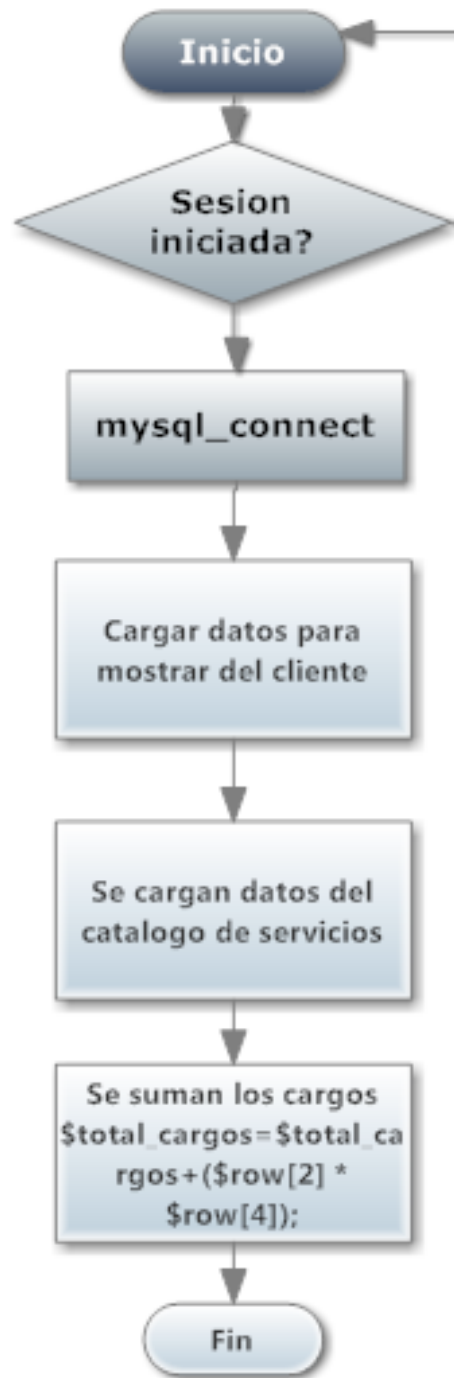 Inicio
Sesion
iniciada?
mysql_connect
Cargar datos para
mostrar del cliente
Se cargan datos del
catalogo de servicios
Se suman los cargos
$total_cargos=$total_ca
rgos+($row[2] *
$row[4]);
Fin